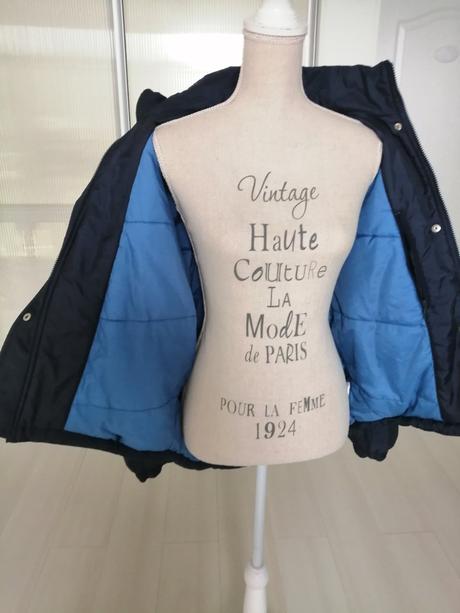 Vintage
Haute
Couture
La
Mode
de PARIS
POUR LA FeMme
1924